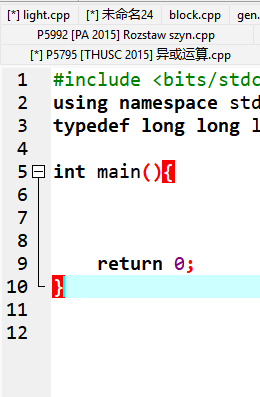 [*] light.cpp [*] 未命名24 block.cpp gen.
P5992 [PA 2015] Rozstaw szyn.cpp
[*] P5795 [THUSC 2015] 异或运算.cpp
1 #include <bits/stdc
2 using namespace std
3 typedef long long l
4
5 int main(){
6
7
8
9 return 0;
10 }
11
12